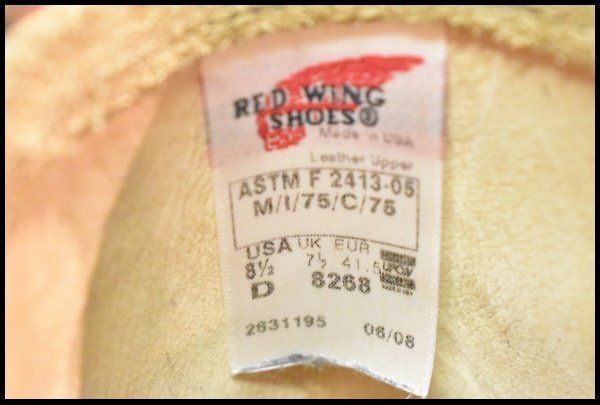 RED WING
SHOES®
Made in USA
Leather Upper
ASTM F 2413-05
M/I/75/C/75
USA UK EUR
8½ 7½ 41.5
D 8268
2631195 06/08